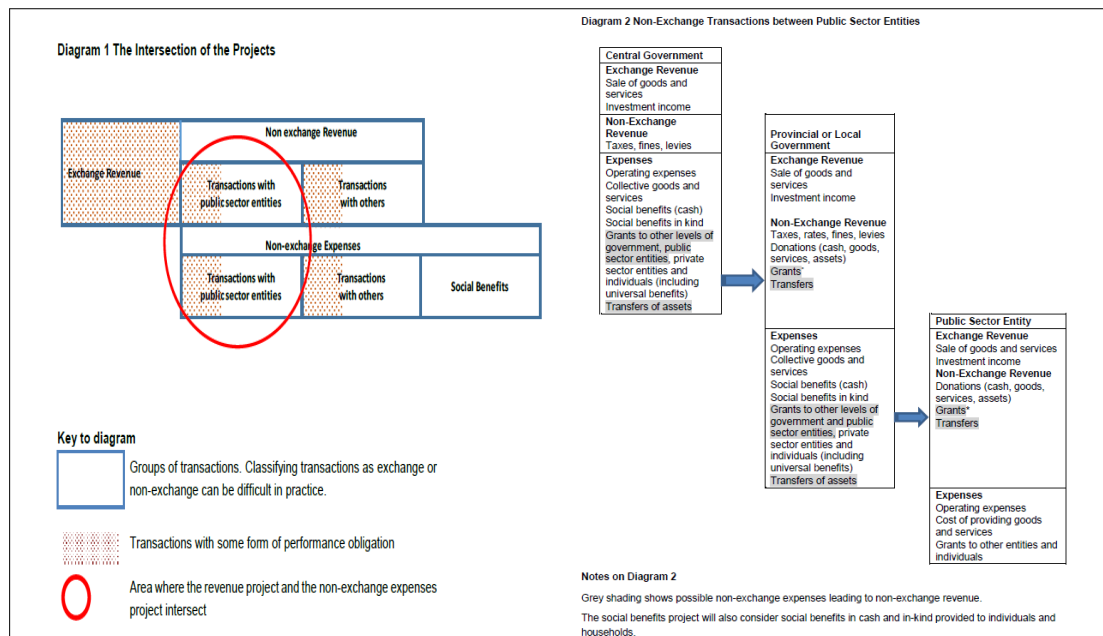 Diagram 1 The Intersection of the Projects
Non exchange Revenue
Exchange Revenue
Transactions with
public sector entities
Transactions
with others
Non-exchange Expenses
Transactions with
public sector entities
Transactions
with others
Social Benefits
Key to diagram
Groups of transactions. Classifying transactions as exchange or
non-exchange can be difficult in practice.
Transactions with some form of performance obligation
Area where the revenue project and the non-exchange expenses
project intersect
Diagram 2 Non-Exchange Transactions between Public Sector Entities
Central Government
Exchange Revenue
Sale of goods and
services
Investment income
Non-Exchange
Revenue
Taxes, fines, levies
Expenses
Operating expenses
Collective goods and
services
Social benefits (cash)
Social benefits in kind
Grants to other levels of
government, public
sector entities, private
sector entities and
individuals (including
universal benefits)
Transfers of assets
Provincial or Local
Government
Exchange Revenue
Sale of goods and
services
Investment income
Non-Exchange Revenue
Taxes, rates, fines, levies
Donations (cash, goods,
services, assets)
Grants*
Transfers
Expenses
Operating expenses
Collective goods and
services
Social benefits (cash)
Social benefits in kind
Grants to other levels of
government and public
sector entities, private
sector entities and
individuals (including
universal benefits)
Transfers of assets
Public Sector Entity
Exchange Revenue
Sale of goods and services
Investment income
Non-Exchange Revenue
Donations (cash, goods,
services, assets)
Grants*
Transfers
Expenses
Operating expenses
Cost of providing goods
and services
Grants to other entities and
individuals
Notes on Diagram 2
Grey shading shows possible non-exchange expenses leading to non-exchange revenue.
The social benefits project will also consider social benefits in cash and in-kind provided to individuals and
households.